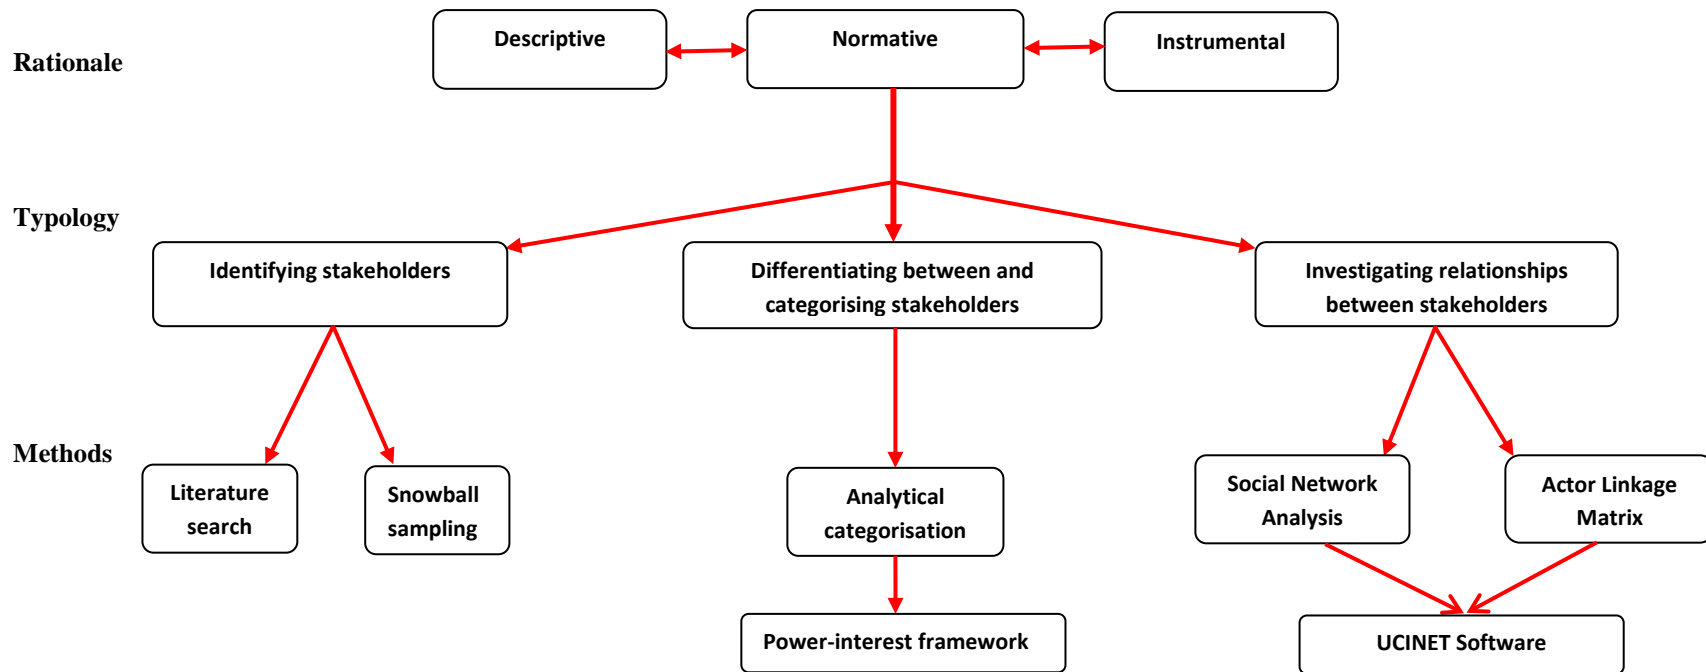 Rationale
Descriptive
Normative
Instrumental
Typology
Identifying stakeholders
Differentiating between and
categorising stakeholders
Investigating relationships
between stakeholders
Methods
Literature
search
Snowball
sampling
Analytical
categorisation
Social Network
Analysis
Actor Linkage
Matrix
Power-interest framework
UCINET Software